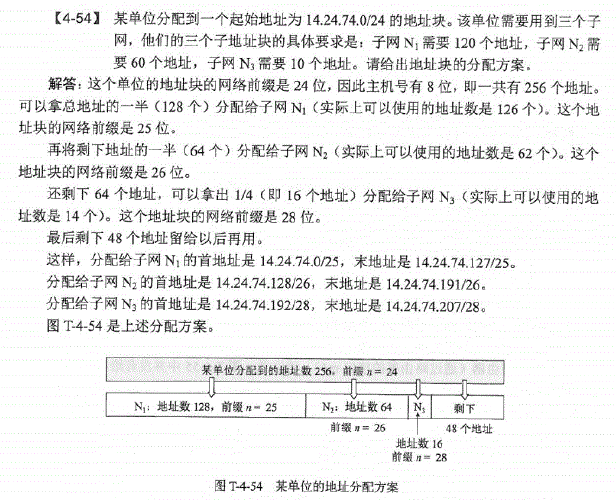 【4-54】 某单位分配到一个起始地址为 14.24.74.0/24 的地址块。该单位需要用到三个子
网，他们的三个子地址块的具体要求是：子网 N₁ 需要 120 个地址，子网 N₂ 需
要 60 个地址，子网 N₃ 需要 10 个地址。请给出地址块的分配方案。
解答：这个单位的地址块的网络前缀是 24 位，因此主机号有 8 位，即一共有 256 个地址。
可以拿总地址的一半（128 个）分配给子网 N₁（实际上可以使用的地址数是 126 个）。这个地
址块的网络前缀是 25 位。
再将剩下地址的一半（64 个）分配给子网 N₂（实际上可以使用的地址数是 62 个）。这个
地址块的网络前缀是 26 位。
还剩下 64 个地址，可以拿出 1/4（即 16 个地址）分配给子网 N₃（实际上可以使用的地
址数是 14 个）。这个地址块的网络前缀是 28 位。
最后剩下 48 个地址留给以后再用。
这样，分配给子网 N₁ 的首地址是 14.24.74.0/25，末地址是 14.24.74.127/25。
分配给子网 N₂ 的首地址是 14.24.74.128/26，末地址是 14.24.74.191/26。
分配给子网 N₃ 的首地址是 14.24.74.192/28，末地址是 14.24.74.207/28。
图 T-4-54 是上述分配方案。
某单位分配到的地址数 256，前缀 n = 24
N₁：地址数 128，前缀 n = 25
N₂：地址数 64
N₃
剩下
前缀 n = 26
48 个地址
地址数 16
前缀 n = 28
图 T-4-54 某单位的地址分配方案